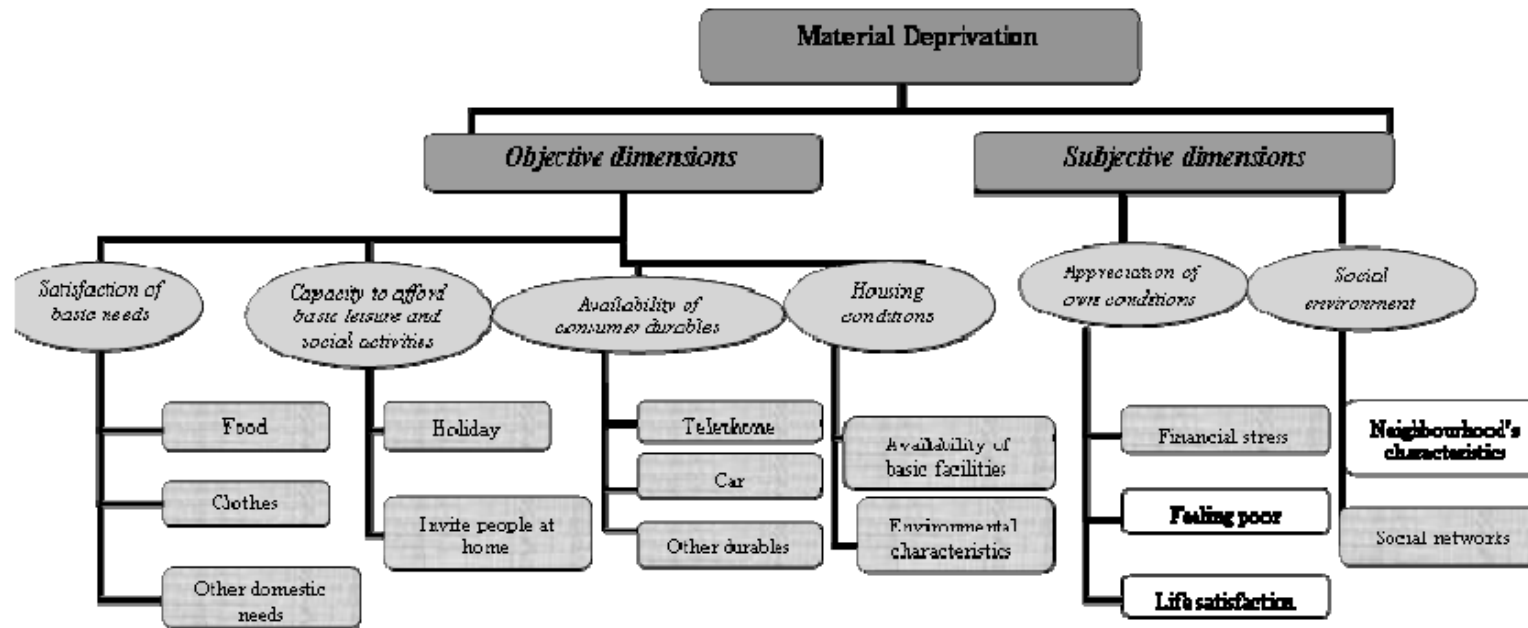 Material Deprivation
Objective dimensions
Subjective dimensions
Satisfaction of
basic needs
Capacity to afford
basic leisure and
social activities
Availability of
consumer durables
Housing
conditions
Appreciation of
own conditions
Social
environment
Food
Clothes
Other domestic
needs
Holiday
Invite people at
home
Telephone
Car
Other durables
Availability of
basic facilities
Environmental
characteristics
Financial stress
Feeling poor
Life satisfaction
Neighbourhood's
characteristics
Social networks